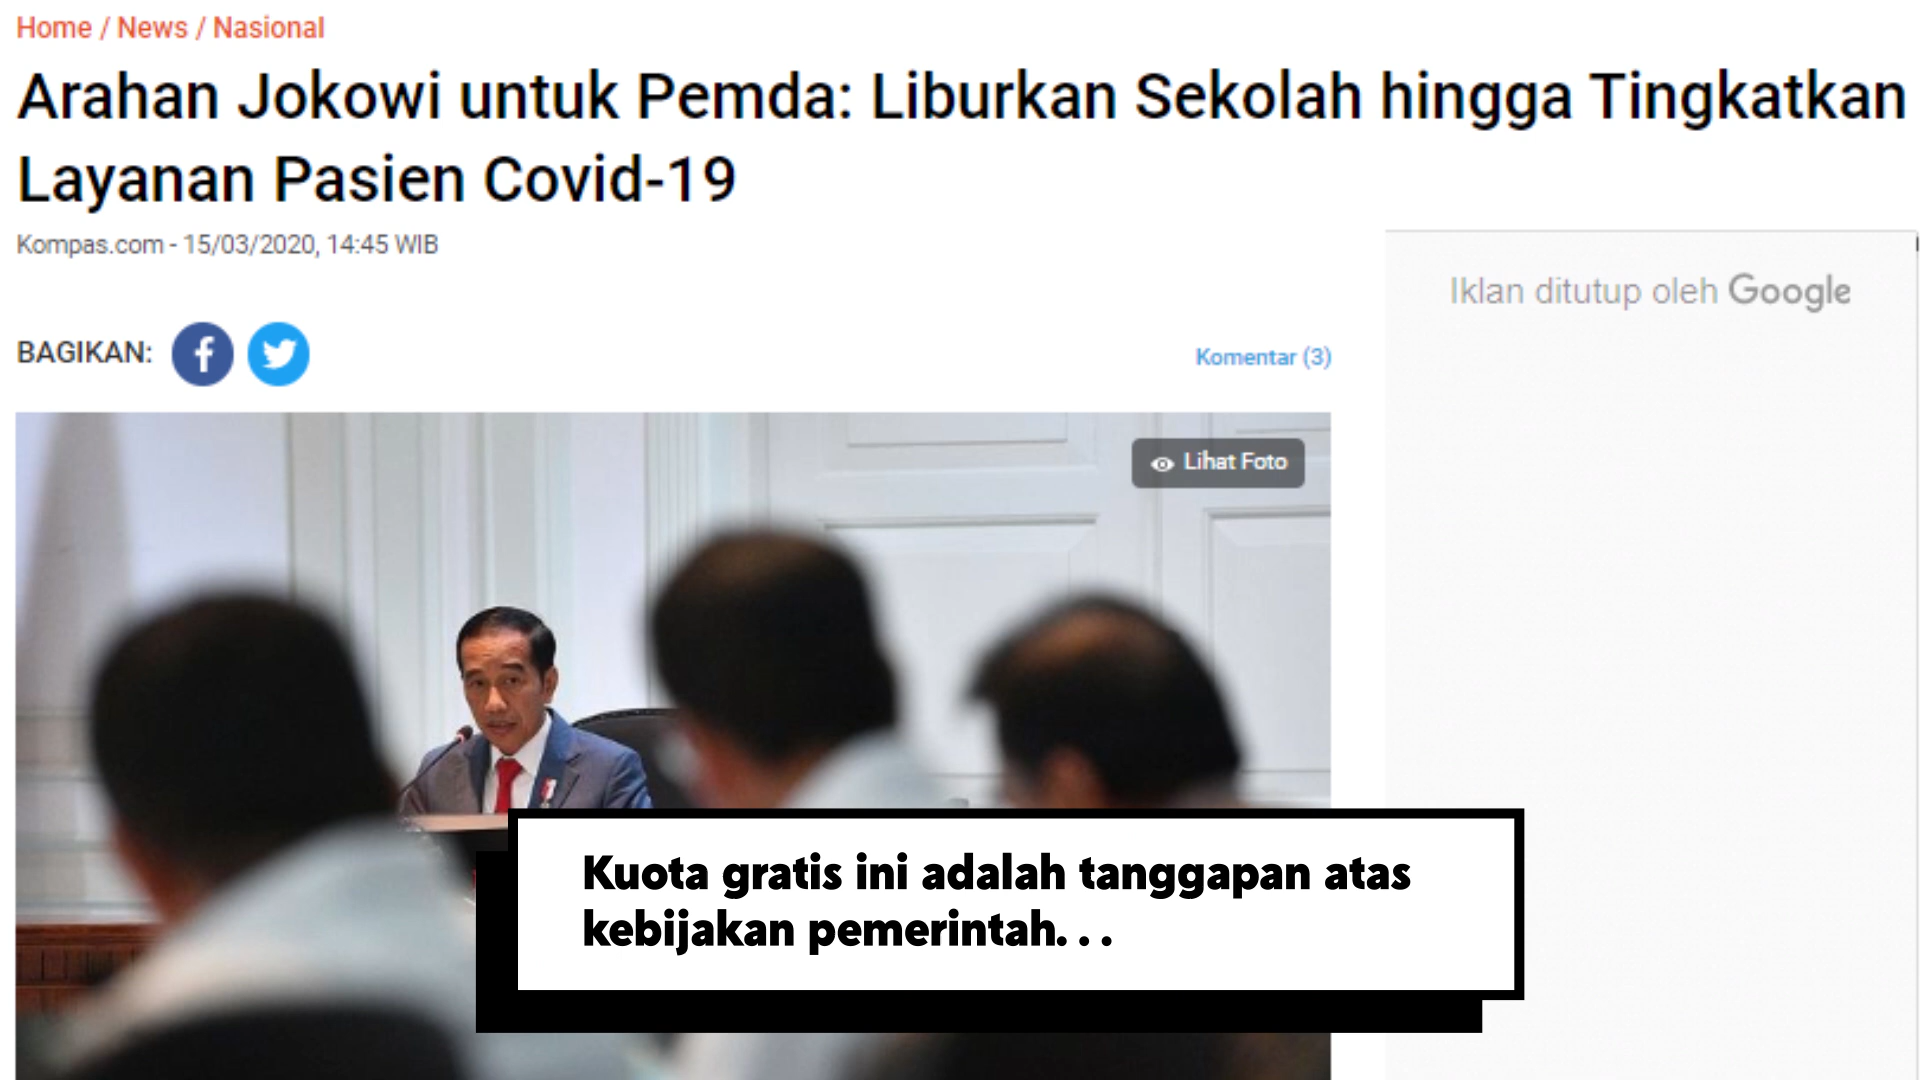 Home / News / Nasional
Arahan Jokowi untuk Pemda: Liburkan Sekolah hingga Tingkatkan
Layanan Pasien Covid-19
Kompas.com - 15/03/2020, 14:45 WIB
Iklan ditutup oleh Google
BAGIKAN:
Komentar (3)
Lihat Foto
Kuota gratis ini adalah tanggapan atas
kebijakan pemerintah. . .